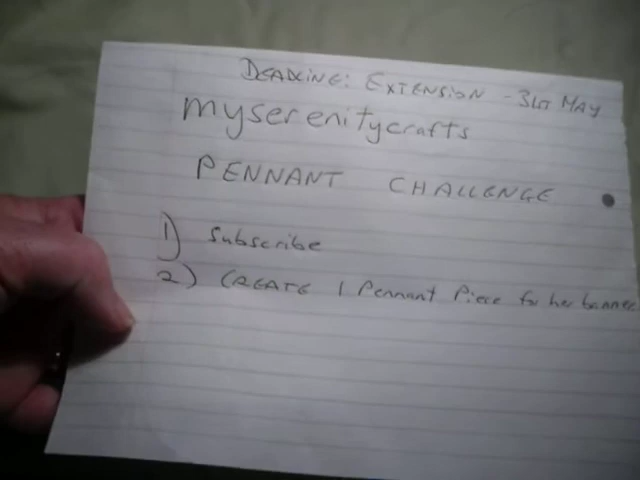 DEADLINE: EXTENSION - 31ST MAY
myserenitycrafts
PENNANT CHALLENGE
1) Subscribe
2) CREATE 1 Pennant Piece for her banner